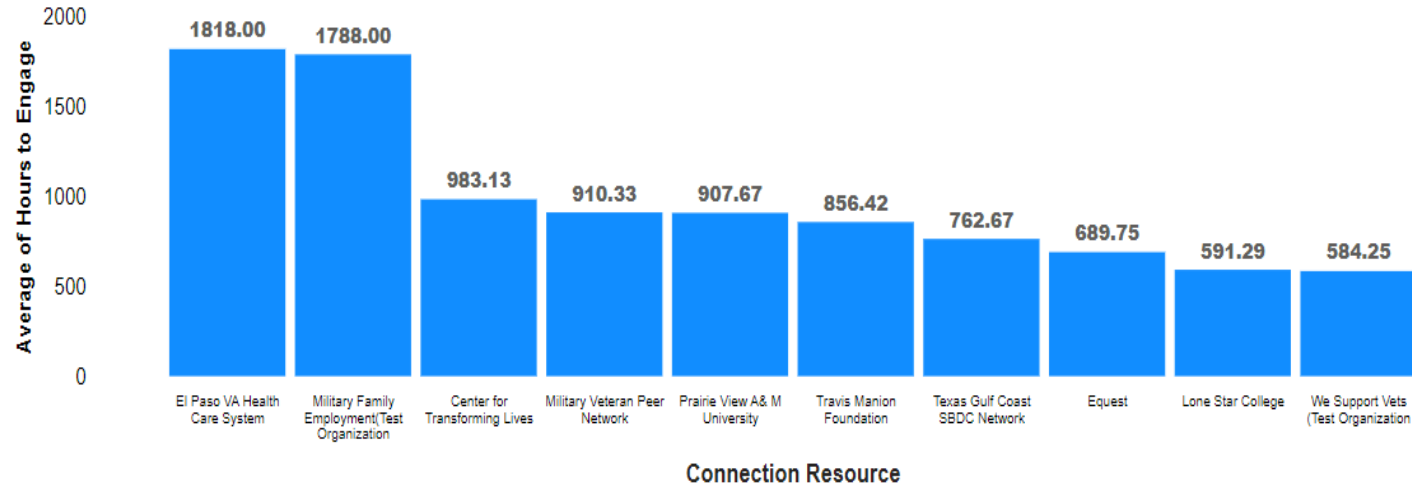 2000
1500
1000
500
0
Average of Hours to Engage
1818.00
1788.00
983.13
910.33
907.67
856.42
762.67
689.75
591.29
584.25
El Paso VA Health
Care System
Military Family
Employment(Test
Organization
Center for
Transforming Lives
Military Veteran Peer
Network
Prairie View A& M
University
Travis Manion
Foundation
Texas Gulf Coast
SBDC Network
Equest
Lone Star College
We Support Vets
(Test Organization
Connection Resource